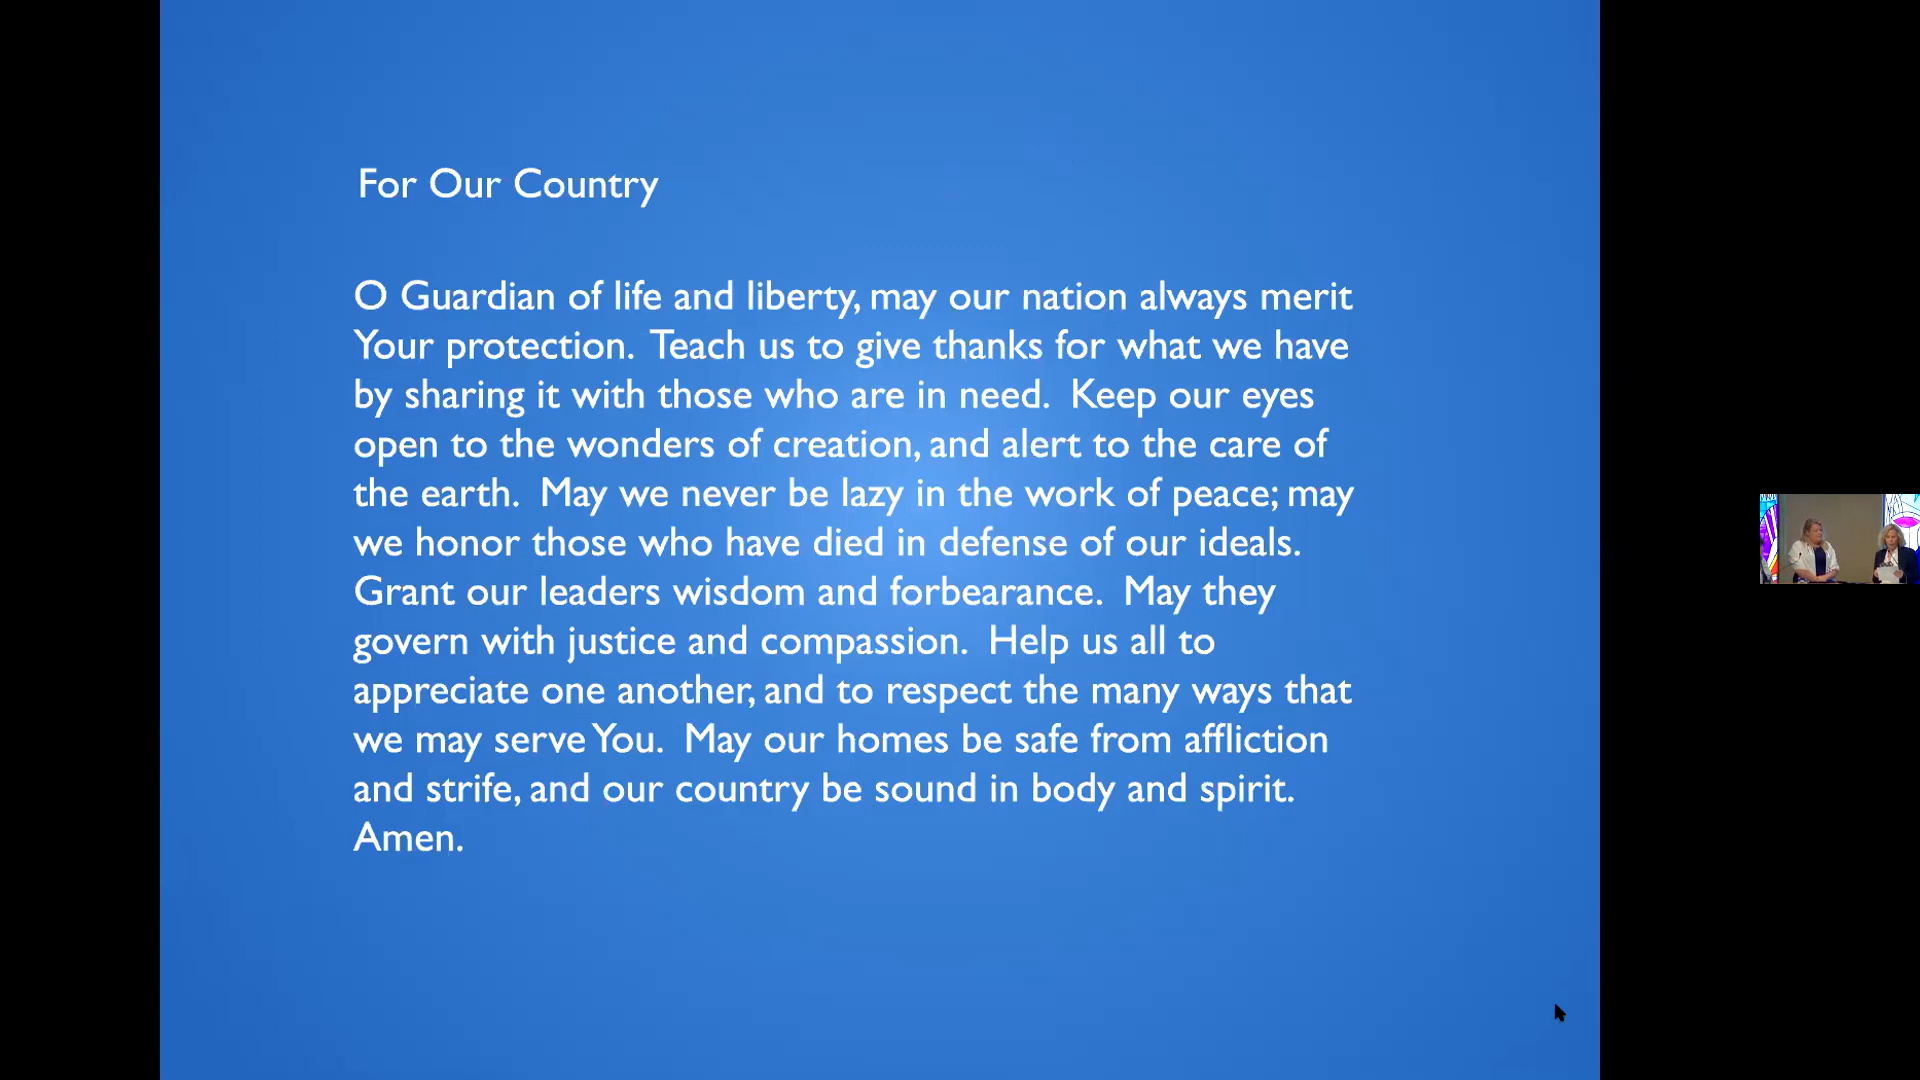 For Our Country
O Guardian of life and liberty, may our nation always merit
Your protection. Teach us to give thanks for what we have
by sharing it with those who are in need. Keep our eyes
open to the wonders of creation, and alert to the care of
the earth. May we never be lazy in the work of peace; may
we honor those who have died in defense of our ideals.
Grant our leaders wisdom and forbearance. May they
govern with justice and compassion. Help us all to
appreciate one another, and to respect the many ways that
we may serve You. May our homes be safe from affliction
and strife, and our country be sound in body and spirit.
Amen.